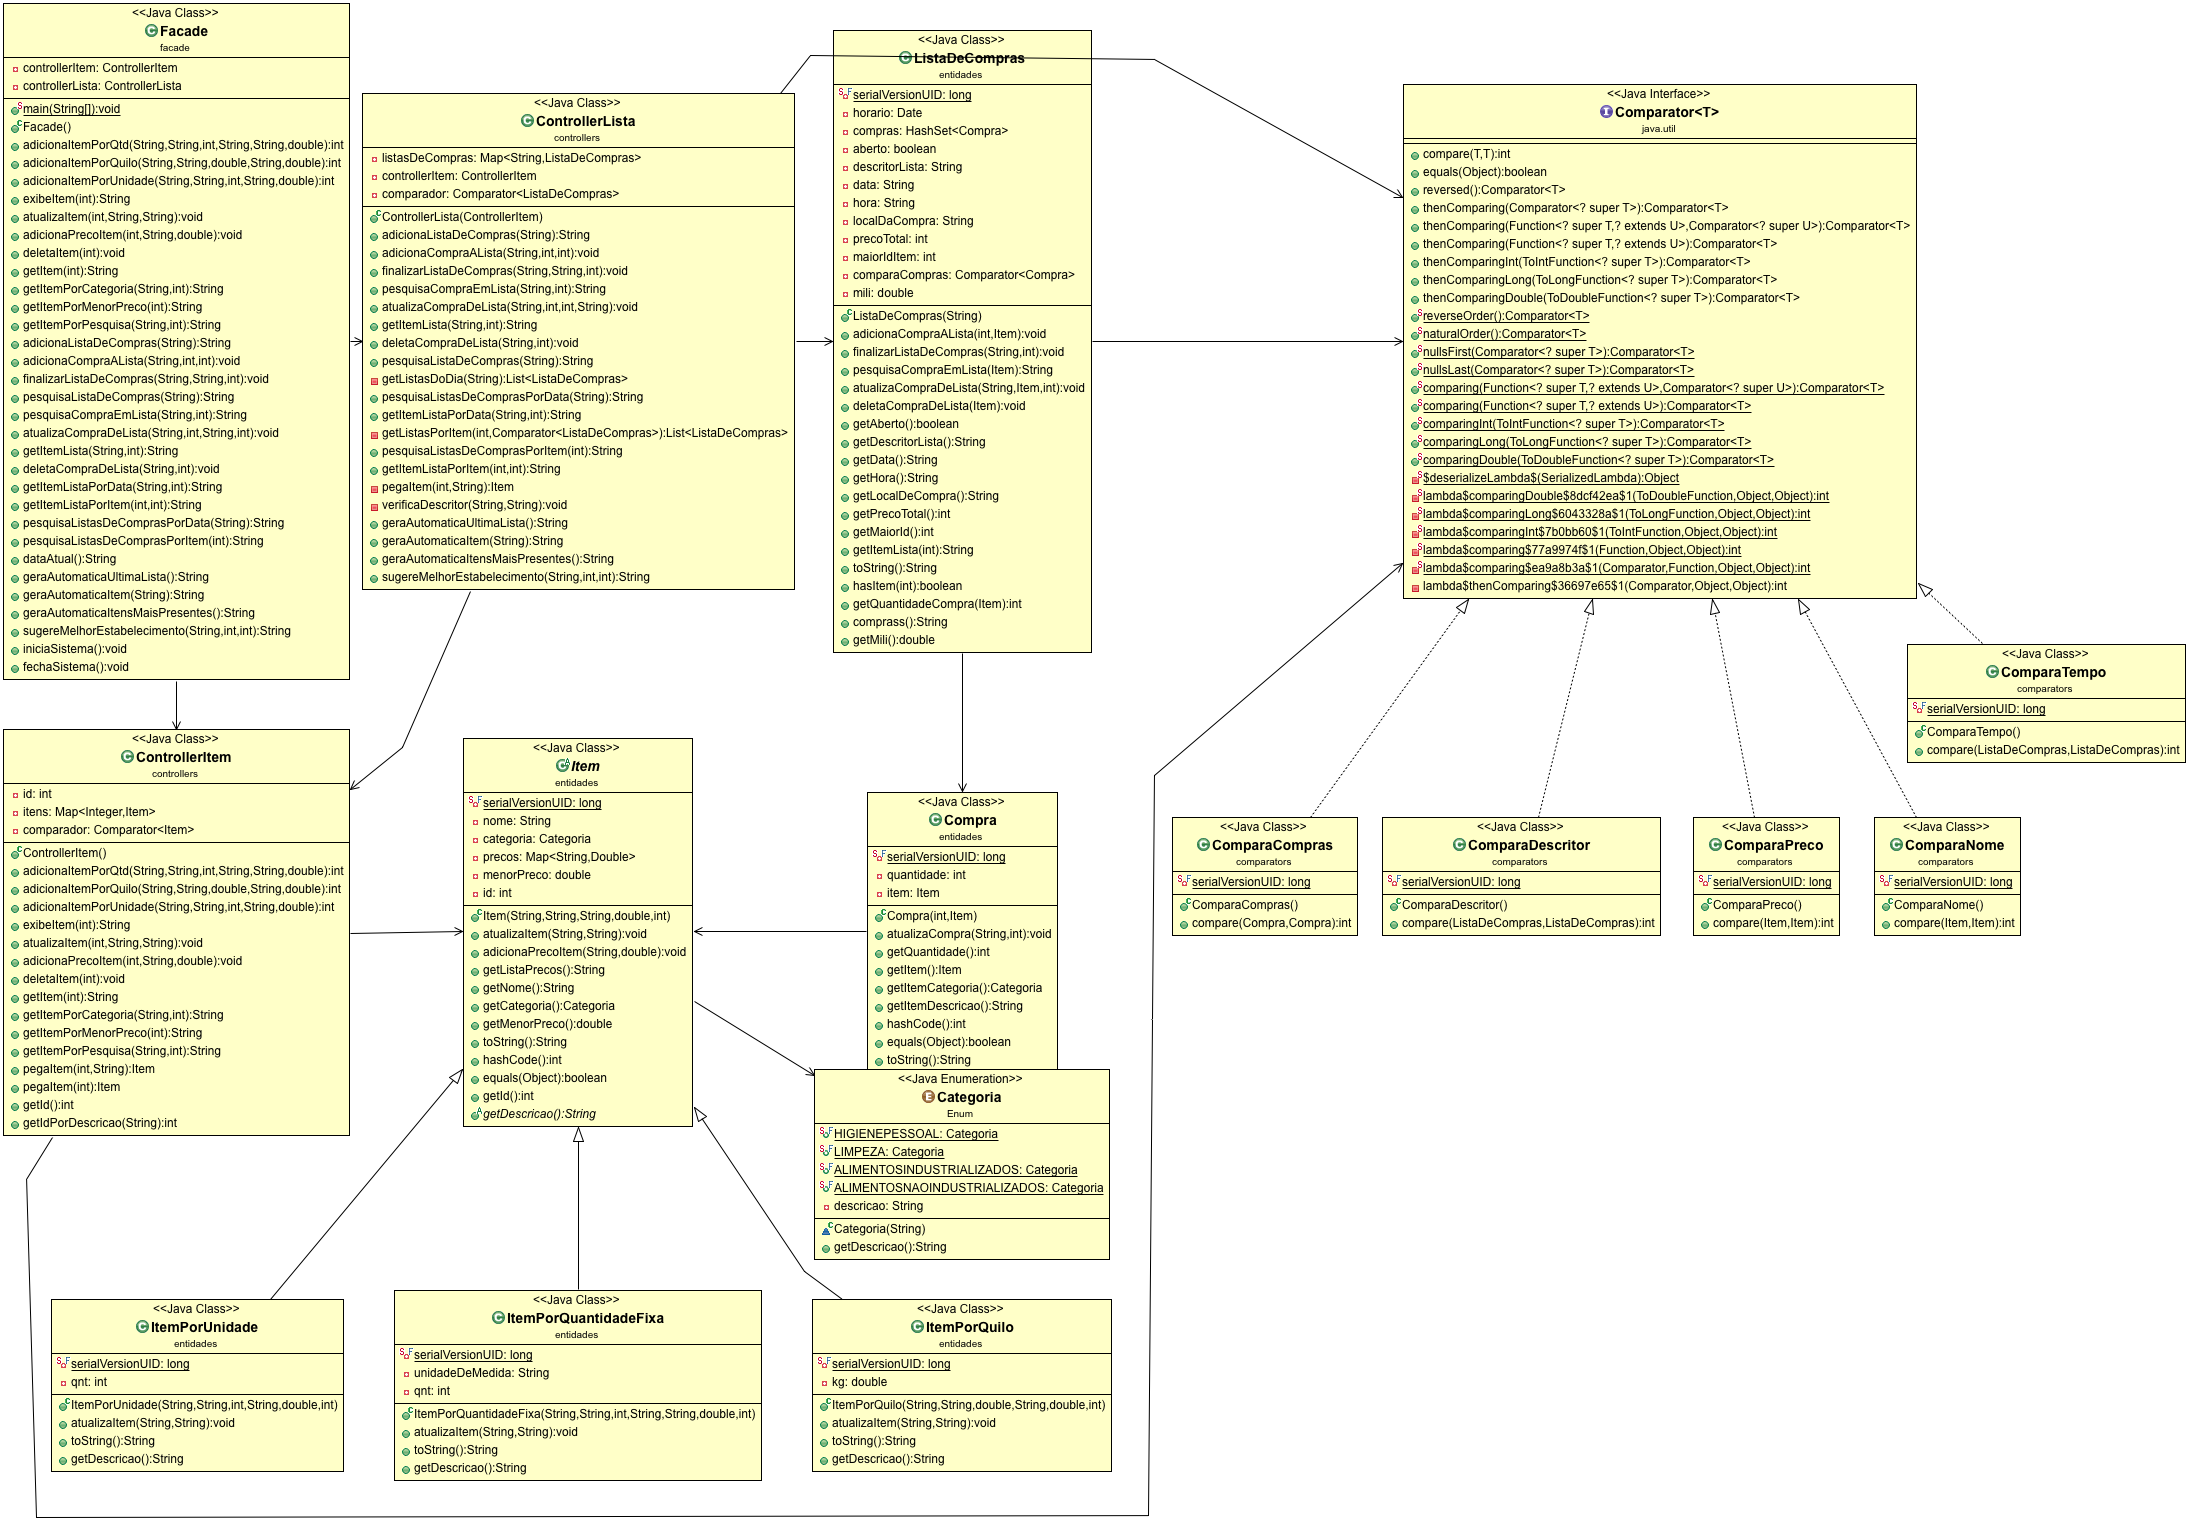 <<Java Class>>
Facade
facade
controllerItem: ControllerItem
controllerLista: ControllerLista
main(String[]):void
Facade()
adicionaItemPorQtd(String,String,int,String,String,double):int
adicionaItemPorQuilo(String,String,double,String,double):int
adicionaItemPorUnidade(String,String,int,String,double):int
exibeItem(int):String
atualizaItem(int,String,String):void
adicionaPrecoItem(int,String,double):void
deletaItem(int):void
getItem(int):String
getItemPorCategoria(String,int):String
getItemPorMenorPreco(int):String
getItemPorPesquisa(String,int):String
adicionaListaDeCompras(String):String
adicionaCompraALista(String,int,int):void
finalizarListaDeCompras(String,String,int):void
pesquisaListaDeCompras(String):String
pesquisaCompraEmLista(String,int):String
atualizaCompraDeLista(String,int,String,int):void
getItemLista(String,int):String
deletaCompraDeLista(String,int):void
getItemListaPorData(String,int):String
getItemListaPorItem(int,int):String
pesquisaListasDeComprasPorData(String):String
pesquisaListasDeComprasPorItem(int):String
dataAtual():String
geraAutomaticaUltimaLista():String
geraAutomaticaItem(String):String
geraAutomaticaItensMaisPresentes():String
sugereMelhorEstabelecimento(String,int,int):String
iniciaSistema():void
fechaSistema():void
<<Java Class>>
ControllerLista
controllers
listasDeCompras: Map<String,ListaDeCompras>
controllerItem: ControllerItem
comparador: Comparator<ListaDeCompras>
ControllerLista(ControllerItem)
adicionaListaDeCompras(String):String
adicionaCompraALista(String,int,int):void
finalizarListaDeCompras(String,String,int):void
pesquisaCompraEmLista(String,int):String
atualizaCompraDeLista(String,int,int,String):void
getItemLista(String,int):String
deletaCompraDeLista(String,int):void
pesquisaListaDeCompras(String):String
getListasDoDia(String):List<ListaDeCompras>
pesquisaListasDeComprasPorData(String):String
getItemListaPorData(String,int):String
getListasPorItem(int,Comparator<ListaDeCompras>):List<ListaDeCompras>
pesquisaListasDeComprasPorItem(int):String
getItemListaPorItem(int,int):String
pegaItem(int,String):Item
verificaDescritor(String,String):void
geraAutomaticaUltimaLista():String
geraAutomaticaItem(String):String
geraAutomaticaItensMaisPresentes():String
sugereMelhorEstabelecimento(String,int,int):String
<<Java Class>>
ListaDeCompras
entidades
serialVersionUID: long
horario: Date
compras: HashSet<Compra>
aberto: boolean
descritorLista: String
data: String
hora: String
localDaCompra: String
precoTotal: int
maiorIdItem: int
comparaCompras: Comparator<Compra>
mili: double
ListaDeCompras(String)
adicionaCompraALista(int,Item):void
finalizarListaDeCompras(String,int):void
pesquisaCompraEmLista(Item):String
atualizaCompraDeLista(String,Item,int):void
deletaCompraDeLista(Item):void
getAberto():boolean
getDescritorLista():String
getData():String
getHora():String
getLocalDeCompra():String
getPrecoTotal():int
getMaiorId():int
getItemLista(int):String
toString():String
hasItem(int):boolean
getQuantidadeCompra(Item):int
comprass():String
getMili():double
<<Java Interface>>
Comparator<T>
java.util
compare(T,T):int
equals(Object):boolean
reversed():Comparator<T>
thenComparing(Comparator<? super T>):Comparator<T>
thenComparing(Function<? super T,? extends U>,Comparator<? super U>):Comparator<T>
thenComparing(Function<? super T,? extends U>):Comparator<T>
thenComparingInt(ToIntFunction<? super T>):Comparator<T>
thenComparingLong(ToLongFunction<? super T>):Comparator<T>
thenComparingDouble(ToDoubleFunction<? super T>):Comparator<T>
reverseOrder():Comparator<T>
naturalOrder():Comparator<T>
nullsFirst(Comparator<? super T>):Comparator<T>
nullsLast(Comparator<? super T>):Comparator<T>
comparing(Function<? super T,? extends U>,Comparator<? super U>):Comparator<T>
comparing(Function<? super T,? extends U>):Comparator<T>
comparingInt(ToIntFunction<? super T>):Comparator<T>
comparingLong(ToLongFunction<? super T>):Comparator<T>
comparingDouble(ToDoubleFunction<? super T>):Comparator<T>
$deserializeLambda$(SerializedLambda):Object
lambda$comparingDouble$8dcf42ea$1(ToDoubleFunction,Object,Object):int
lambda$comparingLong$6043328a$1(ToLongFunction,Object,Object):int
lambda$comparingInt$7b0bb60$1(ToIntFunction,Object,Object):int
lambda$comparing$77a9974f$1(Function,Object,Object):int
lambda$comparing$ea9a8b3a$1(Comparator,Function,Object,Object):int
lambda$thenComparing$36697e65$1(Comparator,Object,Object):int
<<Java Class>>
ComparaTempo
comparators
serialVersionUID: long
ComparaTempo()
compare(ListaDeCompras,ListaDeCompras):int
<<Java Class>>
ControllerItem
controllers
id: int
itens: Map<Integer,Item>
comparador: Comparator<Item>
ControllerItem()
adicionaItemPorQtd(String,String,int,String,String,double):int
adicionaItemPorQuilo(String,String,double,String,double):int
adicionaItemPorUnidade(String,String,int,String,double):int
exibeItem(int):String
atualizaItem(int,String,String):void
adicionaPrecoItem(int,String,double):void
deletaItem(int):void
getItem(int):String
getItemPorCategoria(String,int):String
getItemPorMenorPreco(int):String
getItemPorPesquisa(String,int):String
pegaItem(int,String):Item
pegaItem(int):Item
getId():int
getIdPorDescricao(String):int
<<Java Class>>
Item
entidades
serialVersionUID: long
nome: String
categoria: Categoria
precos: Map<String,Double>
menorPreco: double
id: int
Item(String,String,String,double,int)
atualizaItem(String,String):void
adicionaPrecoItem(String,double):void
getListaPrecos():String
getNome():String
getCategoria():Categoria
getMenorPreco():double
toString():String
hashCode():int
equals(Object):boolean
getId():int
getDescricao():String
<<Java Class>>
Compra
entidades
serialVersionUID: long
quantidade: int
item: Item
Compra(int,Item)
atualizaCompra(String,int):void
getQuantidade():int
getItem():Item
getItemCategoria():Categoria
getItemDescricao():String
hashCode():int
equals(Object):boolean
toString():String
<<Java Class>>
ComparaCompras
comparators
serialVersionUID: long
ComparaCompras()
compare(Compra,Compra):int
<<Java Class>>
ComparaDescritor
comparators
serialVersionUID: long
ComparaDescritor()
compare(ListaDeCompras,ListaDeCompras):int
<<Java Class>>
ComparaPreco
comparators
serialVersionUID: long
ComparaPreco()
compare(Item,Item):int
<<Java Class>>
ComparaNome
comparators
serialVersionUID: long
ComparaNome()
compare(Item,Item):int
<<Java Enumeration>>
Categoria
Enum
HIGIENEPESSOAL: Categoria
LIMPEZA: Categoria
ALIMENTOSINDUSTRIALIZADOS: Categoria
ALIMENTOSNAOINDUSTRIALIZADOS: Categoria
descricao: String
Categoria(String)
getDescricao():String
<<Java Class>>
ItemPorUnidade
entidades
serialVersionUID: long
qnt: int
ItemPorUnidade(String,String,int,String,double,int)
atualizaItem(String,String):void
toString():String
getDescricao():String
<<Java Class>>
ItemPorQuantidadeFixa
entidades
serialVersionUID: long
unidadeDeMedida: String
qnt: int
ItemPorQuantidadeFixa(String,String,int,String,String,double,int)
atualizaItem(String,String):void
toString():String
getDescricao():String
<<Java Class>>
ItemPorQuilo
entidades
serialVersionUID: long
kg: double
ItemPorQuilo(String,String,double,String,double,int)
atualizaItem(String,String):void
toString():String
getDescricao():String